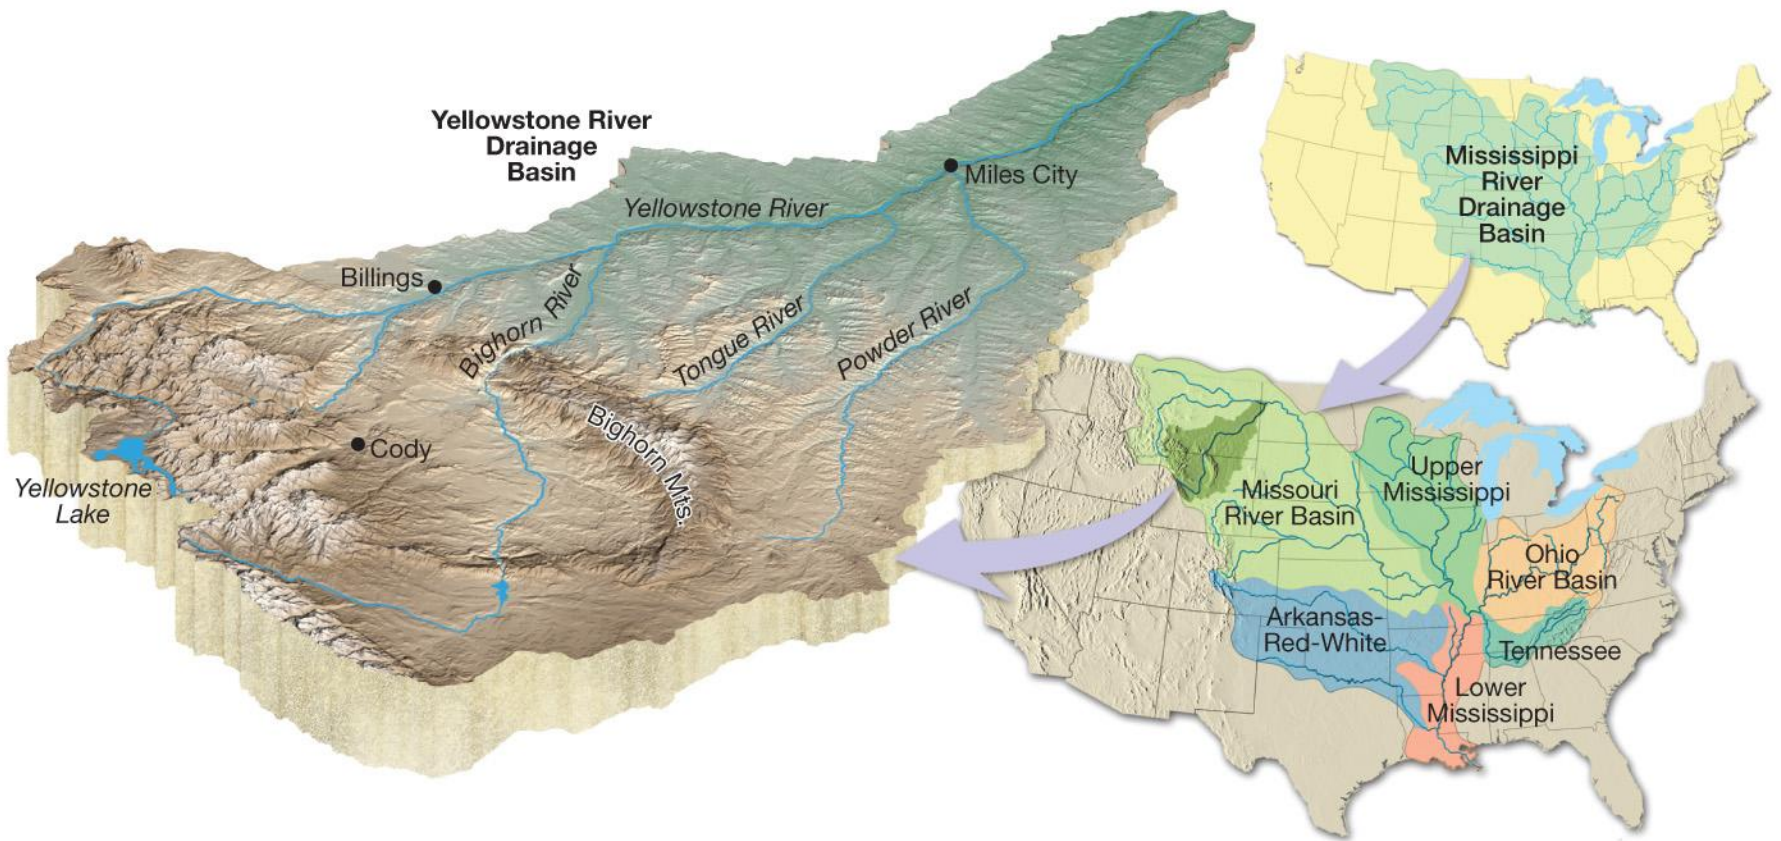 Yellowstone River
Drainage
Basin
Miles City
Yellowstone River
Billings
Bighorn River
Tongue River
Powder River
Bighorn Mts.
Cody
Yellowstone
Lake
Mississippi
River
Drainage
Basin
Upper
Mississippi
Missouri
River Basin
Ohio
River Basin
Arkansas-
Red-White
Tennessee
Lower
Mississippi